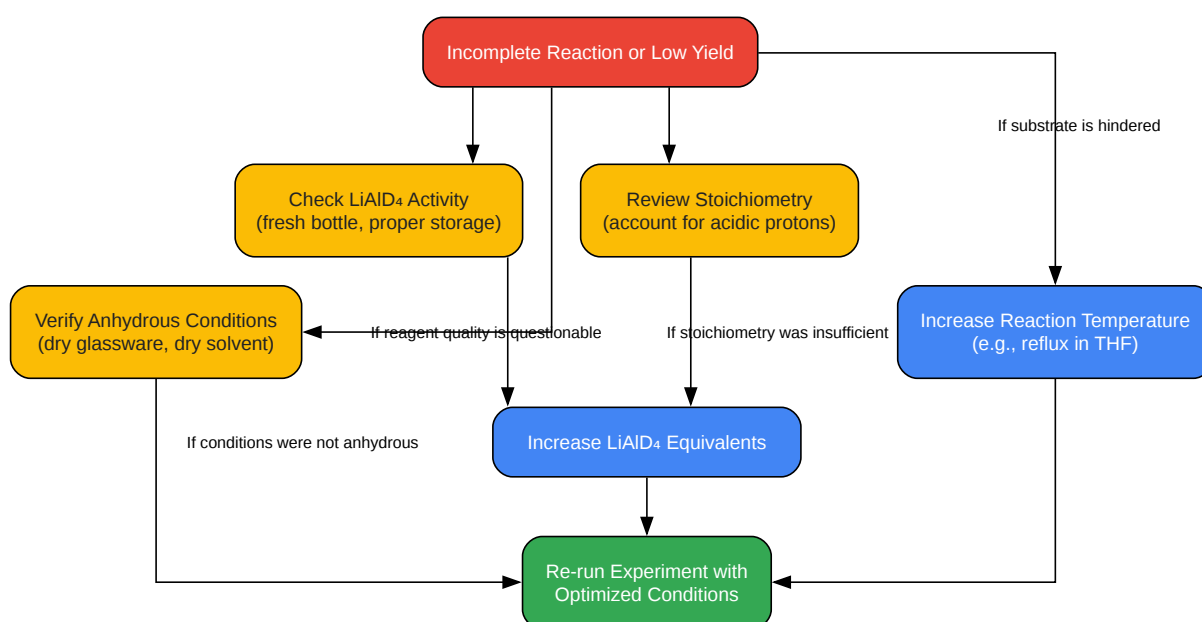 Incomplete Reaction or Low Yield
If substrate is hindered
Check LiAlD₄ Activity
(fresh bottle, proper storage)
Review Stoichiometry
(account for acidic protons)
Verify Anhydrous Conditions
(dry glassware, dry solvent)
If reagent quality is questionable
If stoichiometry was insufficient
Increase Reaction Temperature
(e.g., reflux in THF)
If conditions were not anhydrous
Increase LiAlD₄ Equivalents
Re-run Experiment with
Optimized Conditions